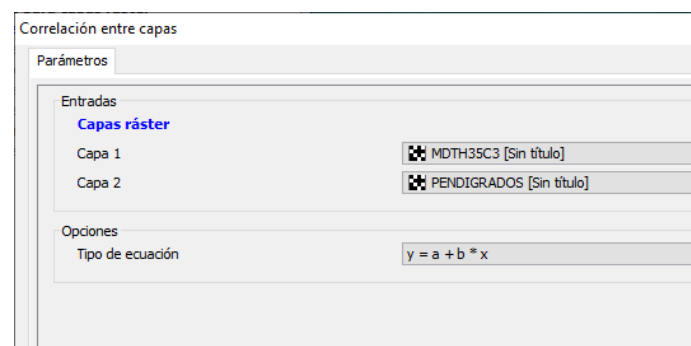 Correlación entre capas
Parámetros
Entradas
Capas ráster
Capa 1 MDTH35C3 [Sin título]
Capa 2 PENDIGRADOS [Sin título]
Opciones
Tipo de ecuación y = a + b * x